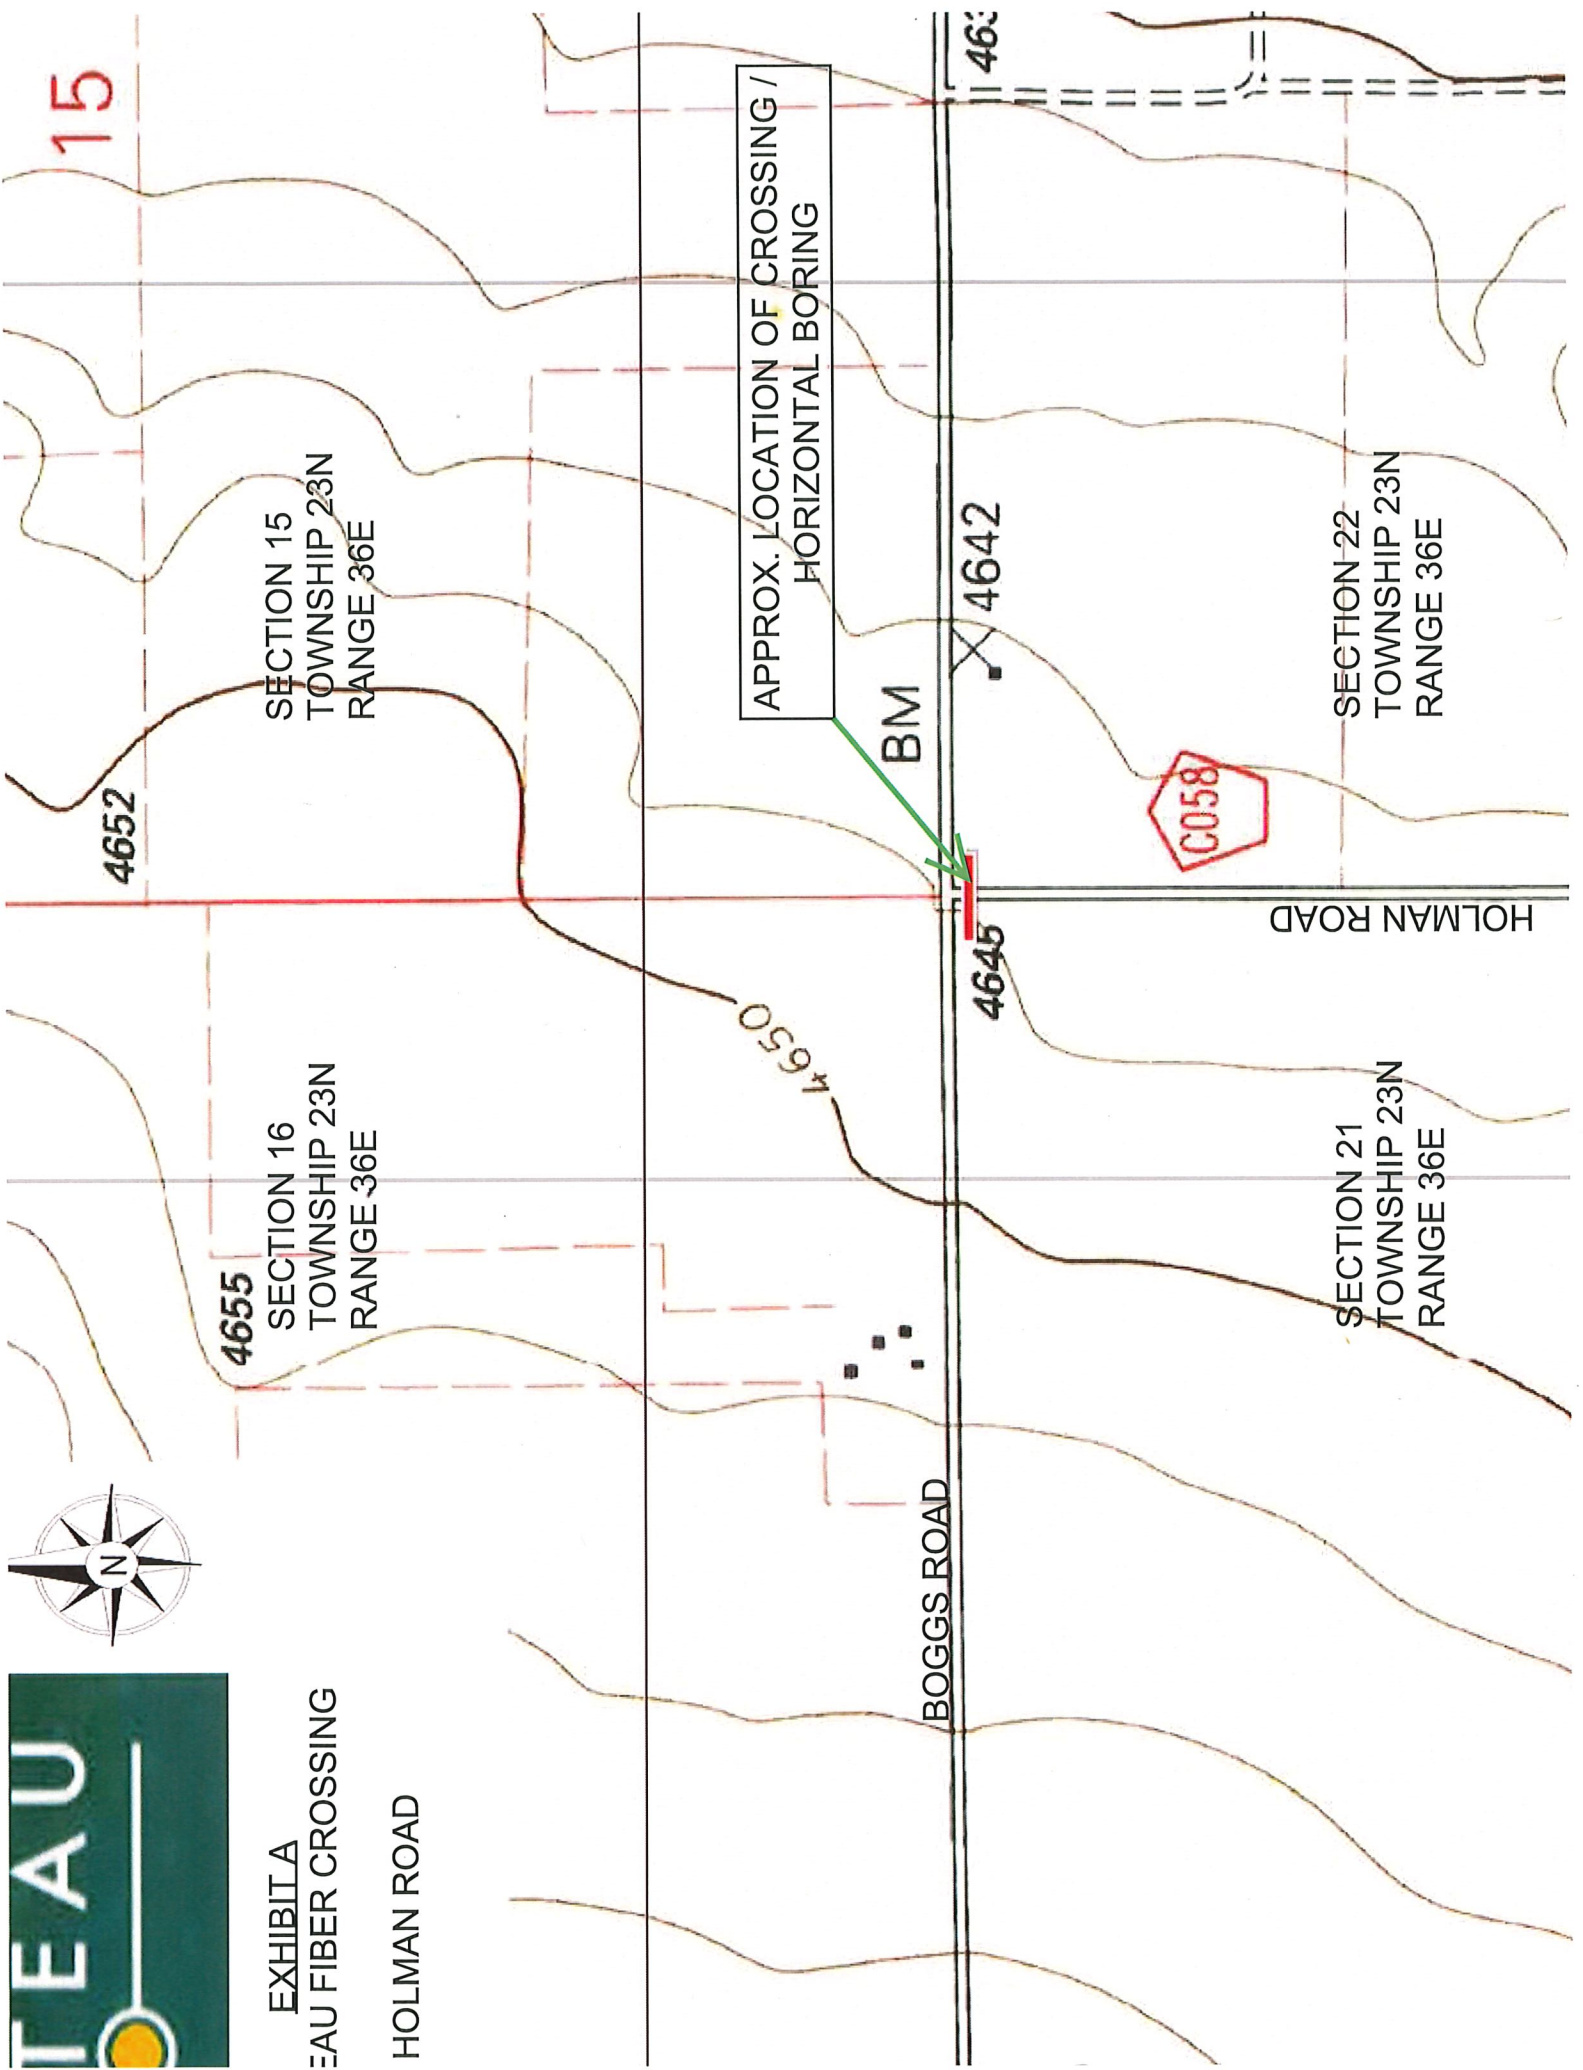 TEAU
EXHIBIT A
EAU FIBER CROSSING
HOLMAN ROAD
N
15
4652
4655
SECTION 16
TOWNSHIP 23N
RANGE 36E
SECTION 15
TOWNSHIP 23N
RANGE 36E
APPROX. LOCATION OF CROSSING /
HORIZONTAL BORING
4650
BOGGS ROAD
BM
4642
463
4645
C058
HOLMAN ROAD
SECTION 21
TOWNSHIP 23N
RANGE 36E
SECTION 22
TOWNSHIP 23N
RANGE 36E